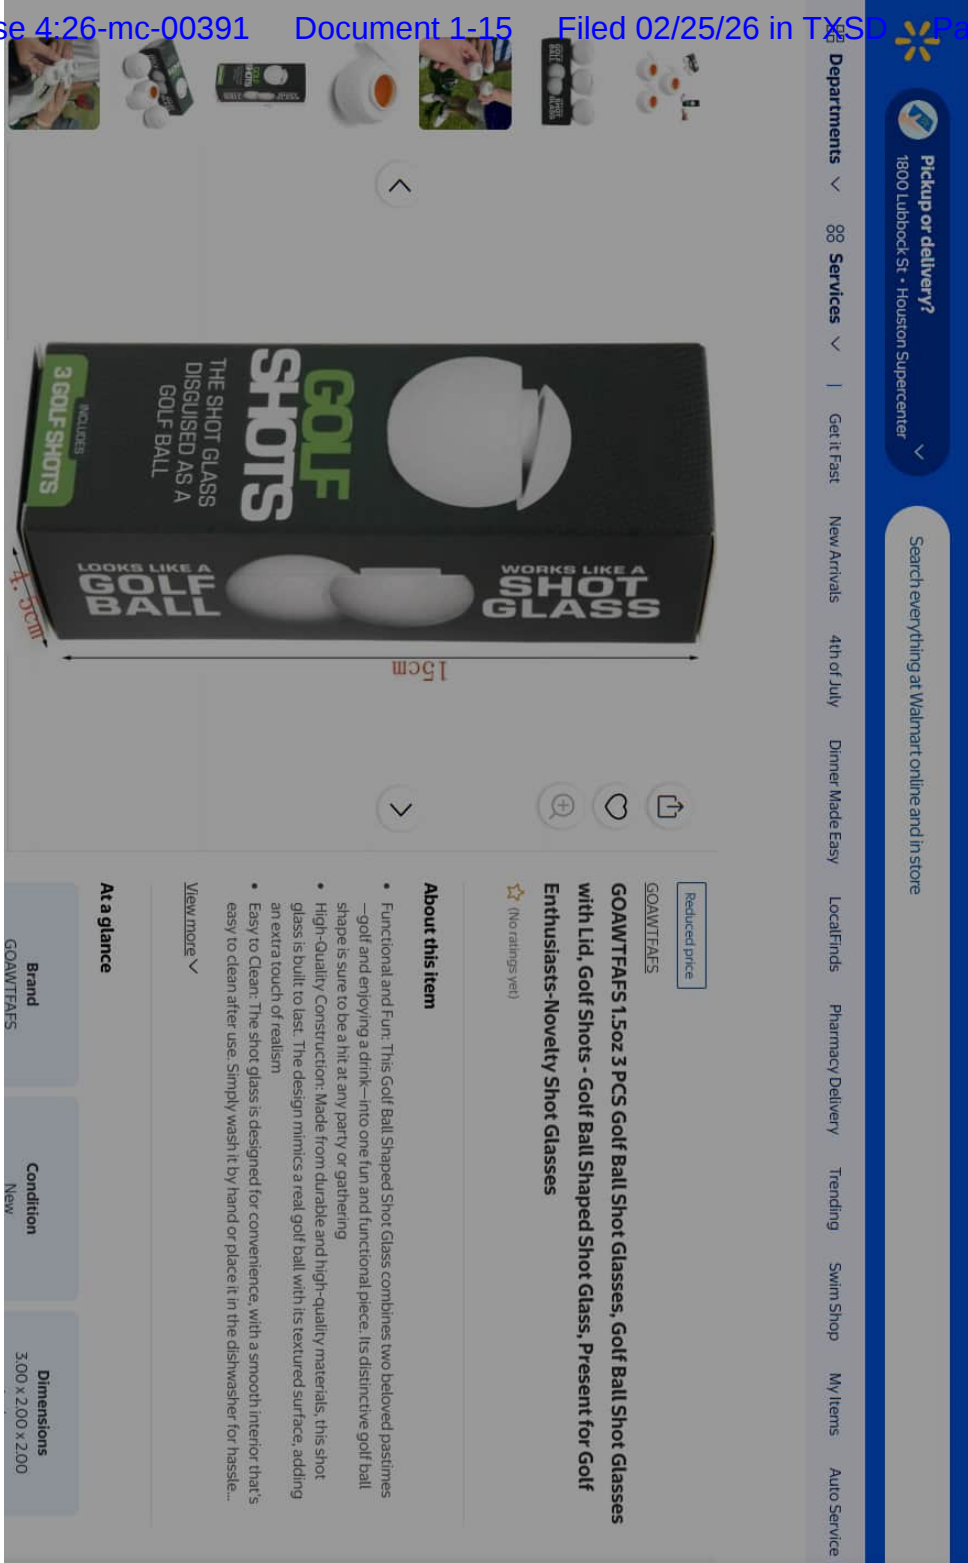 se 4:26-mc-00391 Document 1-15 Filed 02/25/26 in TXSD Pa
Pickup or delivery?
1800 Lubbock St • Houston Supercenter
Search everything at Walmart online and in store
Departments
Services
Get it Fast
New Arrivals
4th of July
Dinner Made Easy
LocalFinds
Pharmacy Delivery
Trending
Swim Shop
My Items
Auto Service
GOLF
SHOTS
THE SHOT GLASS
DISGUISED AS A
GOLF BALL
INCLUDES
3 GOLF SHOTS
WORKS LIKE A
SHOT
GLASS
LOOKS LIKE A
GOLF
BALL
15cm
4.5cm
Reduced price
GOAWTFAFS
GOAWTFAFS 1.5oz 3 PCS Golf Ball Shot Glasses, Golf Ball Shot Glasses
with Lid, Golf Shots - Golf Ball Shaped Shot Glass, Present for Golf
Enthusiasts-Novelty Shot Glasses
(No ratings yet)
About this item
• Functional and Fun: This Golf Ball Shaped Shot Glass combines two beloved pastimes
—golf and enjoying a drink—into one fun and functional piece. Its distinctive golf ball
shape is sure to be a hit at any party or gathering
• High-Quality Construction: Made from durable and high-quality materials, this shot
glass is built to last. The design mimics a real golf ball with its textured surface, adding
an extra touch of realism
• Easy to Clean: The shot glass is designed for convenience, with a smooth interior that's
easy to clean after use. Simply wash it by hand or place it in the dishwasher for hassle...
View more
At a glance
Brand
GOAWTFAFS
Condition
New
Dimensions
3.00 x 2.00 x 2.00